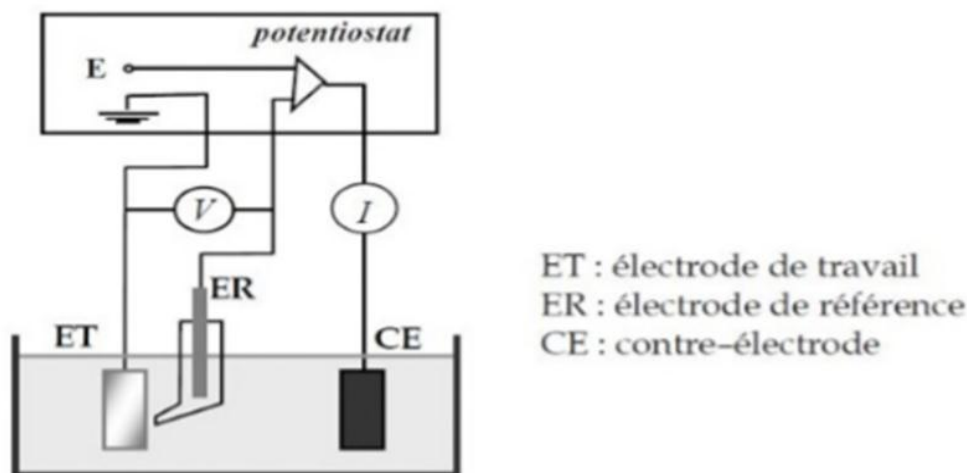 potentiostat
E
V
I
ER
ET
CE
ET : électrode de travail
ER : électrode de référence
CE : contre-électrode